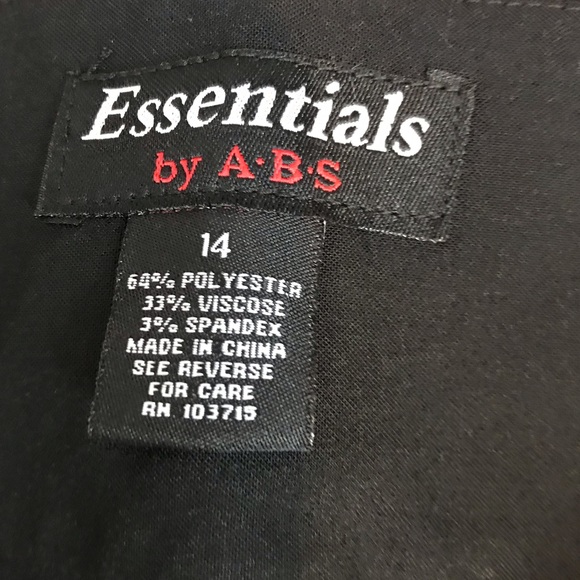 Essentials
by A·B·S
14
64% POLYESTER
33% VISCOSE
3% SPANDEX
MADE IN CHINA
SEE REVERSE
FOR CARE
RN 103715